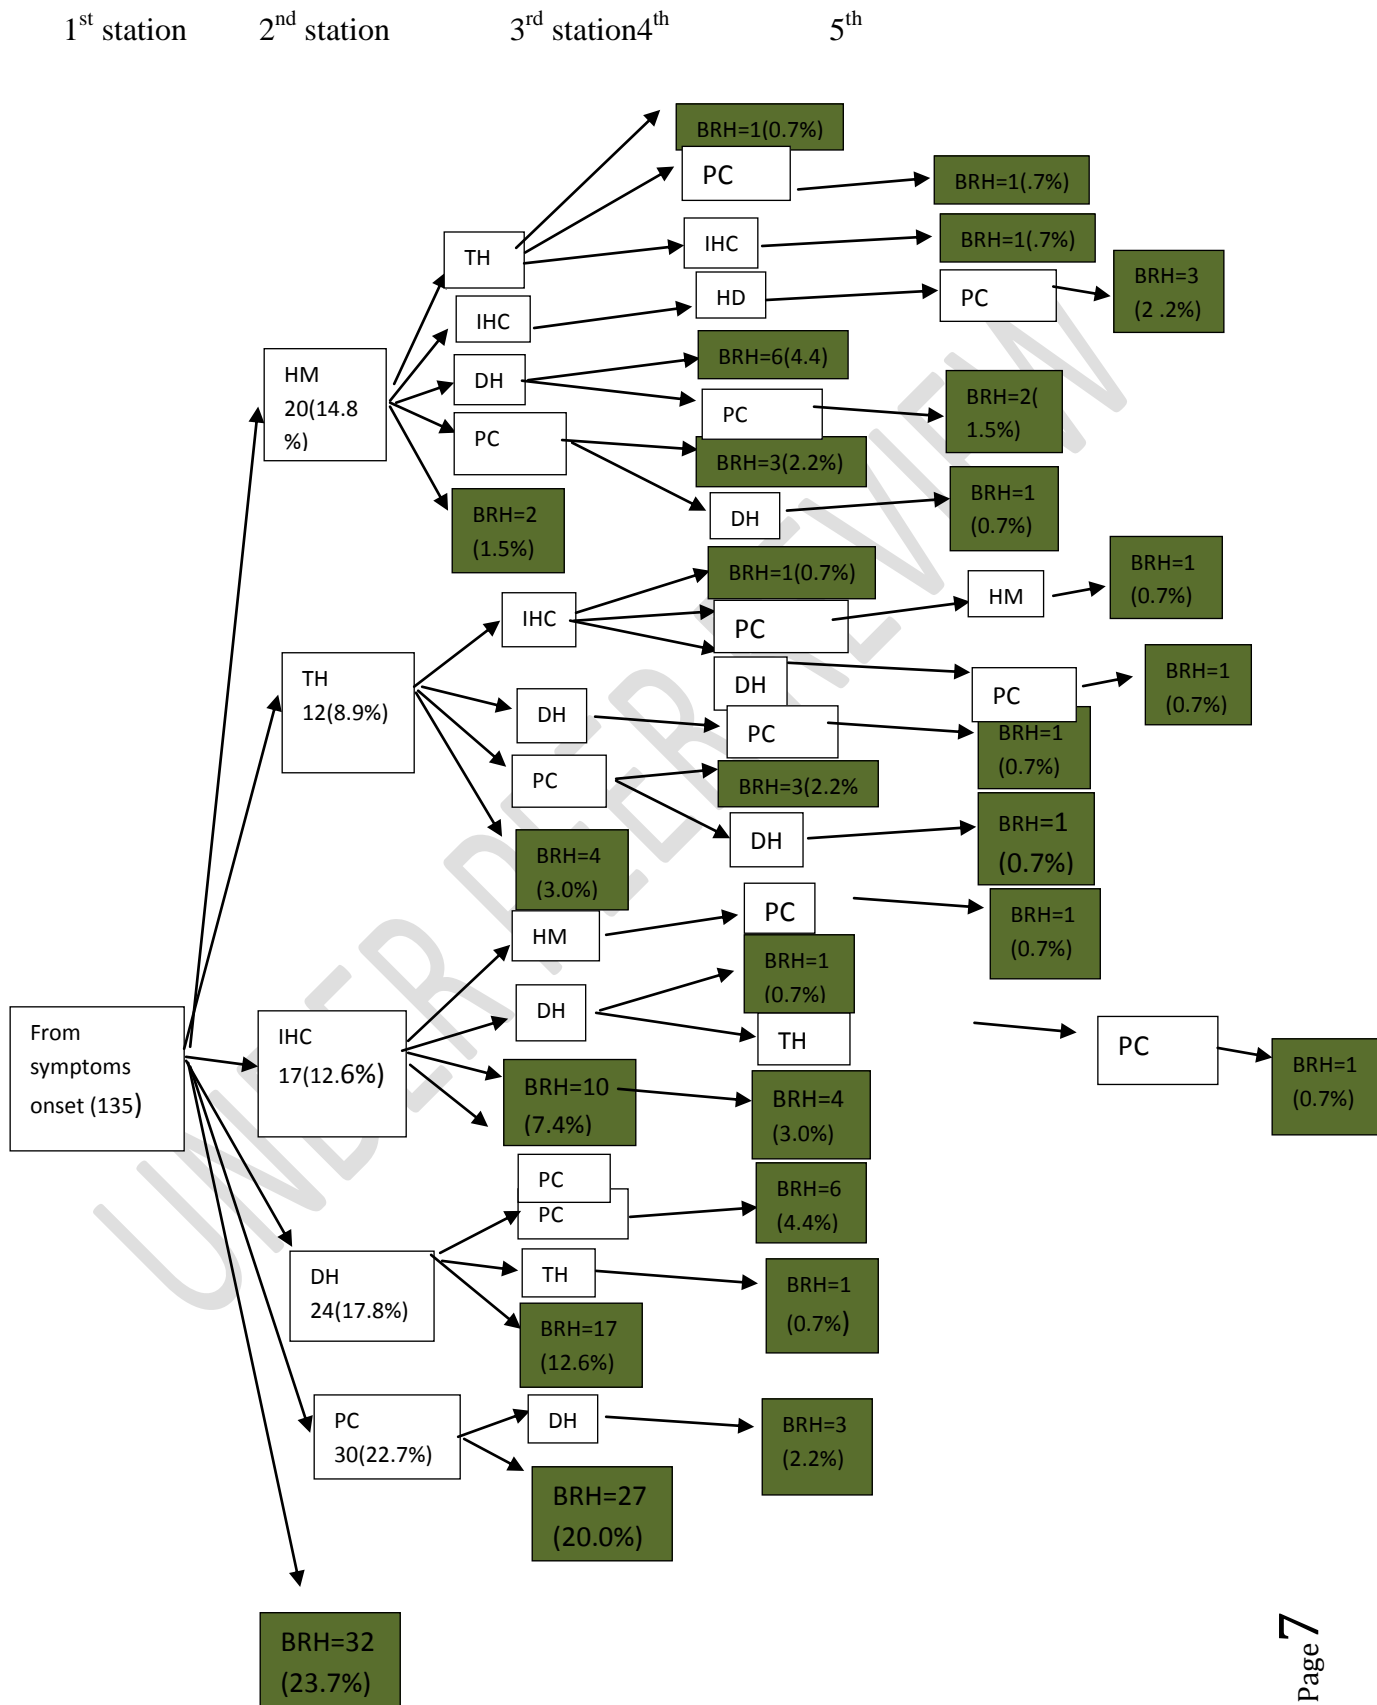 1st station 2nd station 3rd station4th 5th
BRH=1(0.7%)
PC
BRH=1(.7%)
TH
IHC
BRH=1(.7%)
IHC
HD
PC
BRH=3
(2 .2%)
HM
20(14.8
%)
DH
BRH=6(4.4)
PC
PC
BRH=2(
1.5%)
BRH=3(2.2%)
BRH=2
(1.5%)
DH
BRH=1
(0.7%)
BRH=1(0.7%)
IHC
PC
HM
BRH=1
(0.7%)
TH
12(8.9%)
DH
PC
BRH=1
(0.7%)
DH
PC
BRH=1
(0.7%)
PC
BRH=3(2.2%
DH
BRH=1
(0.7%)
BRH=4
(3.0%)
HM
PC
BRH=1
(0.7%)
BRH=1
(0.7%)
From
symptoms
onset (135)
IHC
17(12.6%)
DH
TH
PC
BRH=1
(0.7%)
BRH=10
(7.4%)
BRH=4
(3.0%)
PC
PC
BRH=6
(4.4%)
DH
24(17.8%)
TH
BRH=1
(0.7%)
BRH=17
(12.6%)
PC
30(22.7%)
DH
BRH=3
(2.2%)
BRH=27
(20.0%)
BRH=32
(23.7%)
Page7
UNDER PEER REVIEW